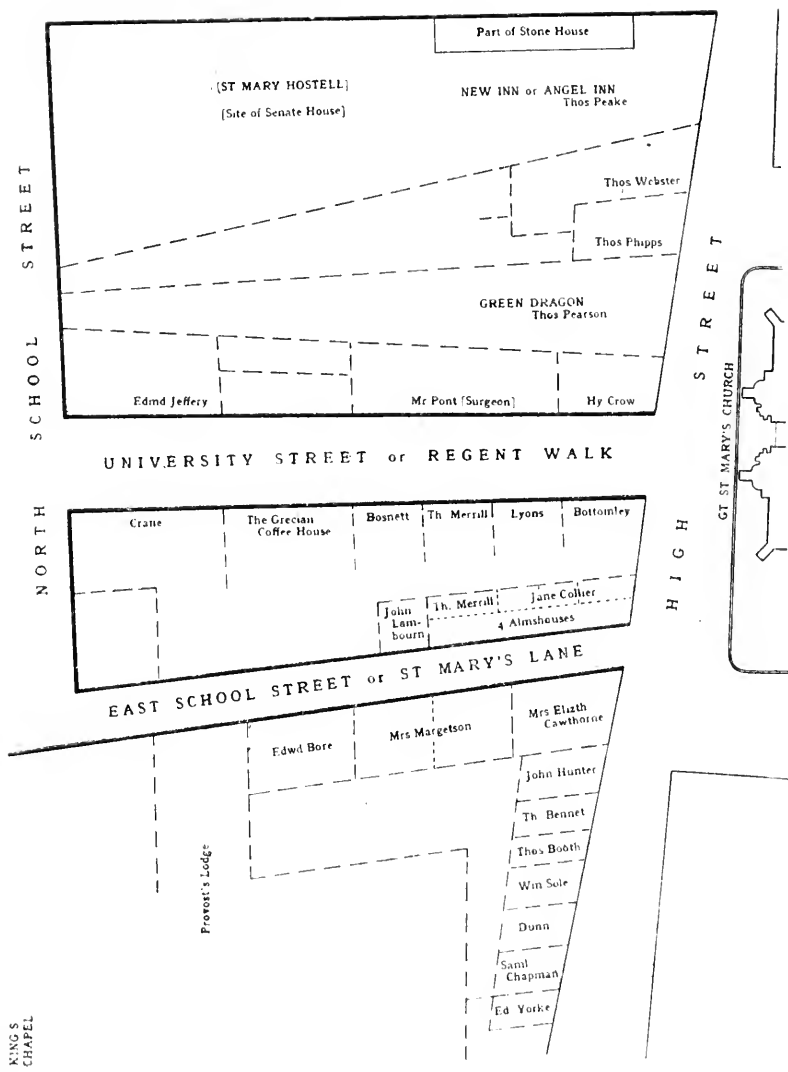 Part of Stone House
[ST MARY HOSTELL]
[Site of Senate House]
NEW INN or ANGEL INN
Thos Peake
Thos Webster
Thos Phipps
GREEN DRAGON
Thos Pearson
Edmd Jeffery
Mr Pont [Surgeon]
Hy Crow
NORTH SCHOOL STREET
HIGH STREET
GT ST MARY'S CHURCH
UNIVERSITY STREET or REGENT WALK
Crane
The Grecian
Coffee House
Bosnett
Th Merrill
Lyons
Bottomley
John
Lam-
bourn
Th. Merrill
Jane Collier
4 Almshouses
EAST SCHOOL STREET or ST MARY'S LANE
Edwd Bore
Mrs Margetson
Mrs Elizth
Cawthorne
John Hunter
Th Bennet
Thos Booth
Wm Sole
Dunn
Saml
Chapman
Ed Yorke
Provost's Lodge
KING'S
CHAPEL